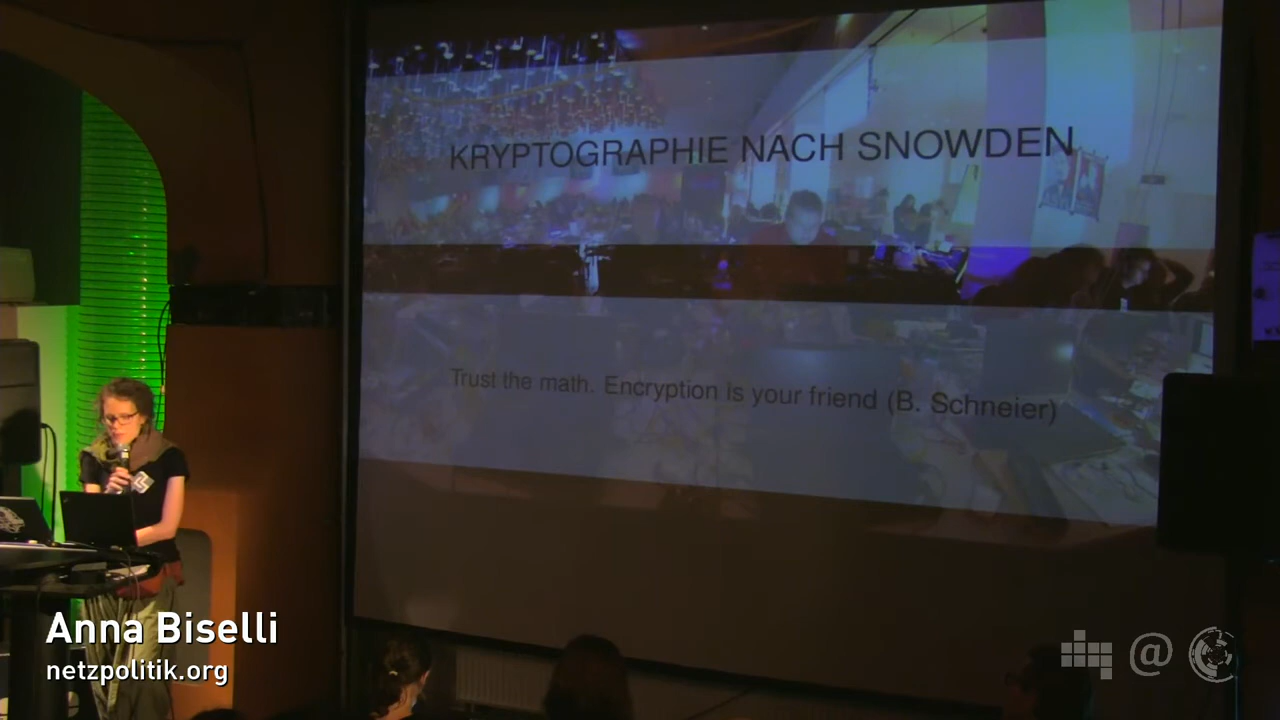 KRYPTOGRAPHIE NACH SNOWDEN
Trust the math. Encryption is your friend (B. Schneier)
Anna Biselli
netzpolitik.org
@